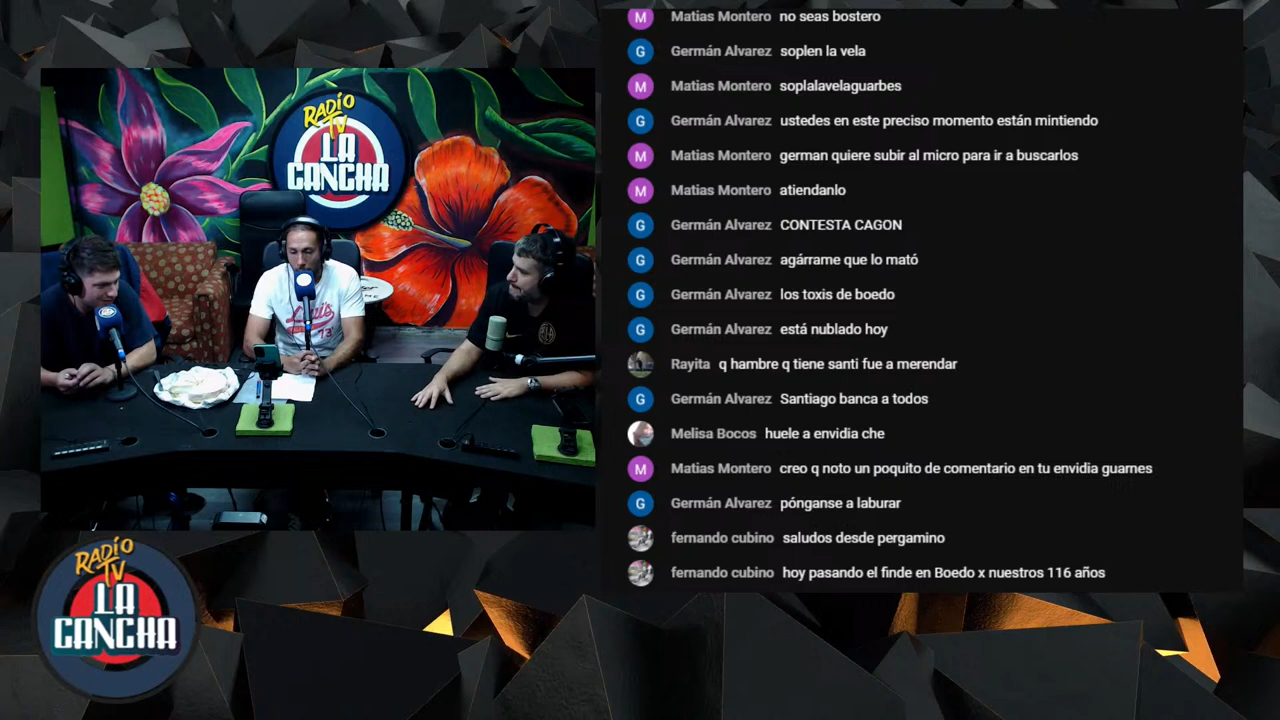 RADIO
TV
LA
CANCHA
Louis
73
Matias Montero no seas bostero
Germán Alvarez soplen la vela
Matias Montero soplalavelaguarbes
Germán Alvarez ustedes en este preciso momento están mintiendo
Matias Montero german quiere subir al micro para ir a buscarlos
Matias Montero atiendanlo
Germán Alvarez CONTESTA CAGON
Germán Alvarez agárrame que lo mató
Germán Alvarez los toxis de boedo
Germán Alvarez está nublado hoy
Rayita q hambre q tiene santi fue a merendar
Germán Alvarez Santiago banca a todos
Melisa Bocos huele a envidia che
Matias Montero creo q noto un poquito de comentario en tu envidia guarnes
Germán Alvarez pónganse a laburar
fernando cubino saludos desde pergamino
fernando cubino hoy pasando el finde en Boedo x nuestros 116 años
RADIO
TV
LA
CANCHA